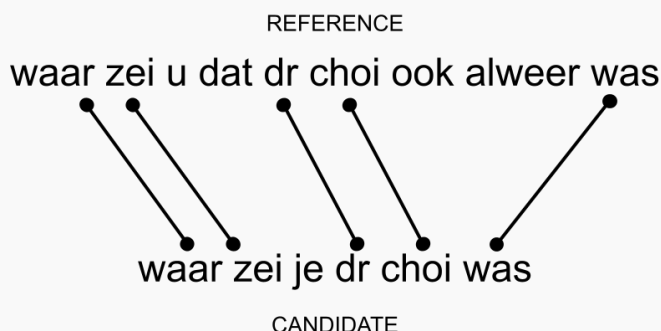 REFERENCE
waar zei u dat dr choi ook alweer was
waar zei je dr choi was
CANDIDATE